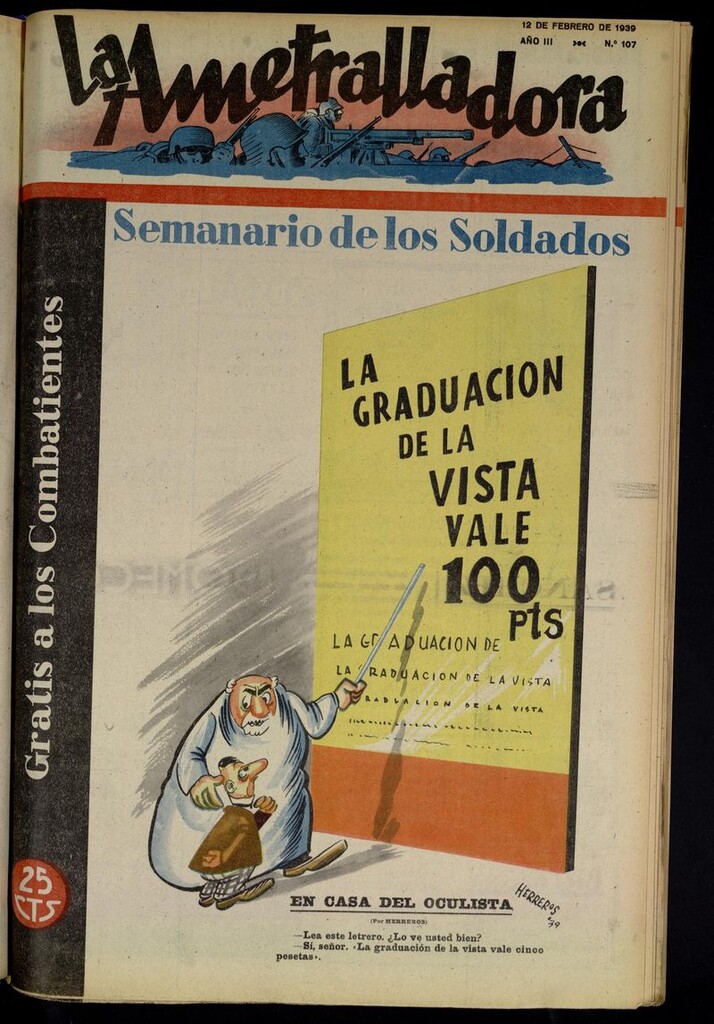 12 DE FEBRERO DE 1939
AÑO III N.º 107
La Ametralladora
Semanario de los Soldados
Gratis a los Combatientes
25
CTS
LA
GRADUACION
DE LA
VISTA
VALE
100
pts
LA GRADUACION DE
LA GRADUACION DE LA VISTA
GRADUACION DE LA VISTA
HERREROS
39
EN CASA DEL OCULISTA
(Por HERREROS)
—Lea este letrero. ¿Lo ve usted bien?
—Sí, señor. «La graduación de la vista vale cinco
pesetas».